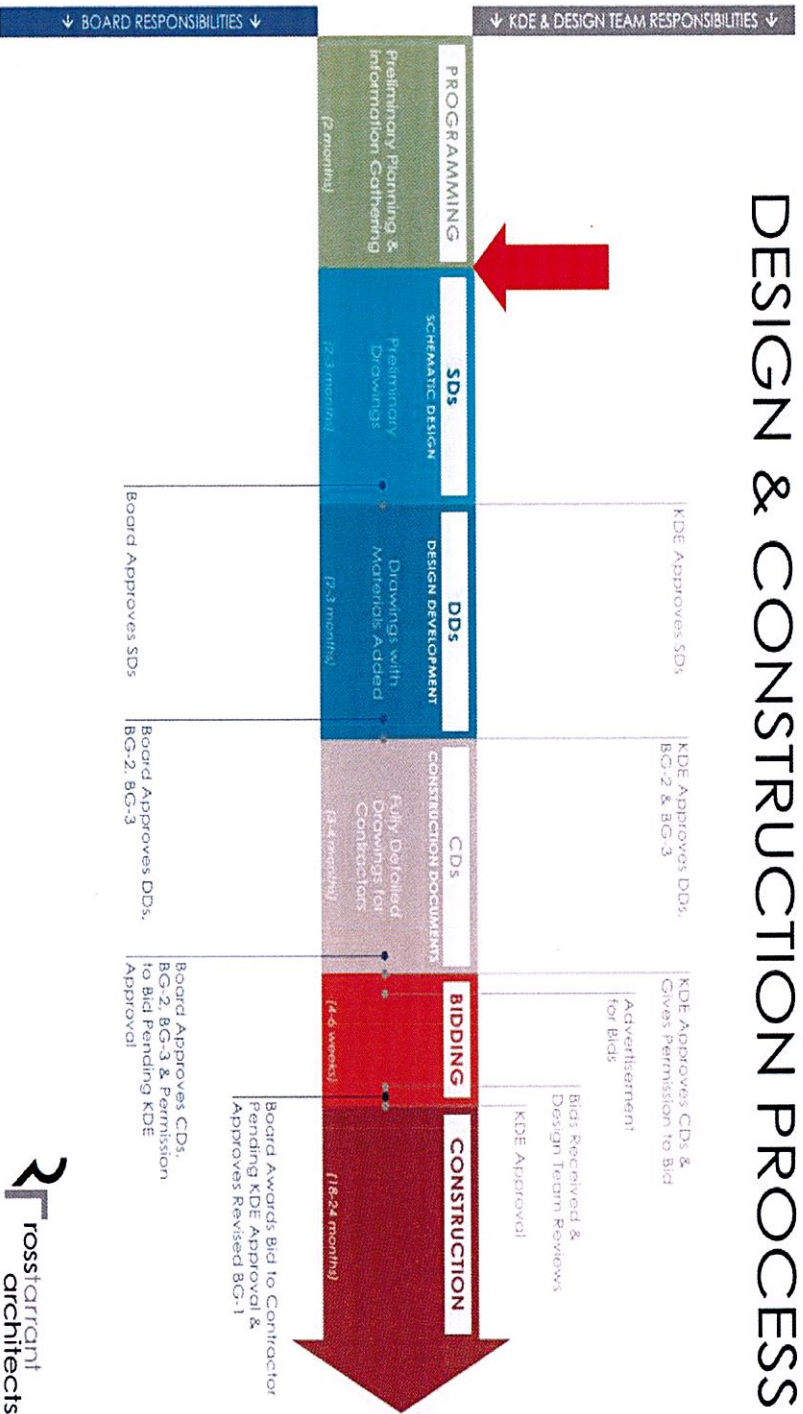 DESIGN & CONSTRUCTION PROCESS
↓ KDE & DESIGN TEAM RESPONSIBILITIES ↓
KDE Approves SDs
KDE Approves DDs,
BG-2 & BG-3
KDE Approves CDs &
Gives Permission to Bid
Advertisement
for Bids
Bids Received &
Design Team Reviews
KDE Approval
PROGRAMMING
Preliminary Planning &
Information Gathering
(2 months)
SDs
SCHEMATIC DESIGN
Preliminary
Drawings
(2-3 months)
DDs
DESIGN DEVELOPMENT
Drawings with
Materials Added
(2-3 months)
CDs
CONSTRUCTION DOCUMENTS
Fully Detailed
Drawings for
Contractors
(3-4 months)
BIDDING
(4-6 weeks)
CONSTRUCTION
(18-24 months)
↓ BOARD RESPONSIBILITIES ↓
Board Approves SDs
Board Approves DDs,
BG-2, BG-3
Board Approves CDs,
BG-2, BG-3 & Permission
to Bid Pending KDE
Approval
Board Awards Bid to Contractor
Pending KDE Approval &
Approves Revised BG-1
rosstarrant
architects